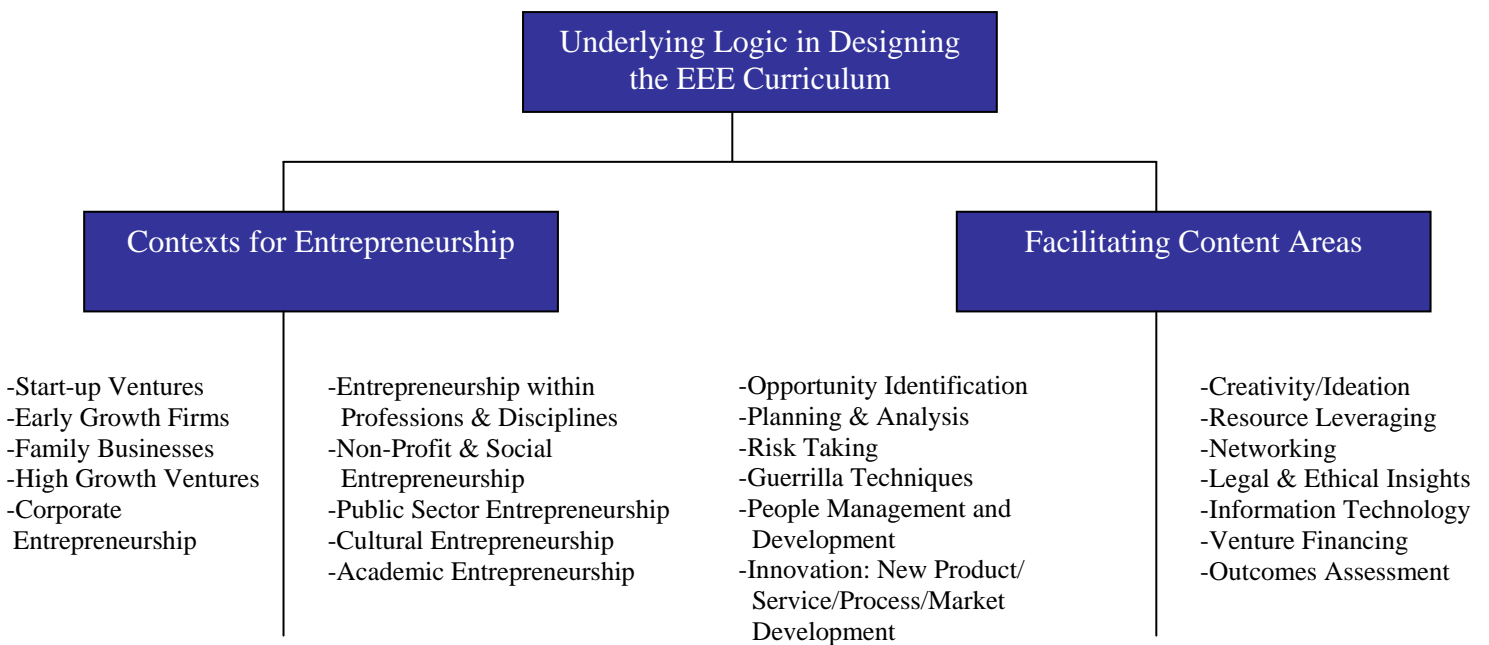 Underlying Logic in Designing
the EEE Curriculum
Contexts for Entrepreneurship
Facilitating Content Areas
-Start-up Ventures
-Early Growth Firms
-Family Businesses
-High Growth Ventures
-Corporate
Entrepreneurship
-Entrepreneurship within
Professions & Disciplines
-Non-Profit & Social
Entrepreneurship
-Public Sector Entrepreneurship
-Cultural Entrepreneurship
-Academic Entrepreneurship
-Opportunity Identification
-Planning & Analysis
-Risk Taking
-Guerrilla Techniques
-People Management and
Development
-Innovation: New Product/
Service/Process/Market
Development
-Creativity/Ideation
-Resource Leveraging
-Networking
-Legal & Ethical Insights
-Information Technology
-Venture Financing
-Outcomes Assessment